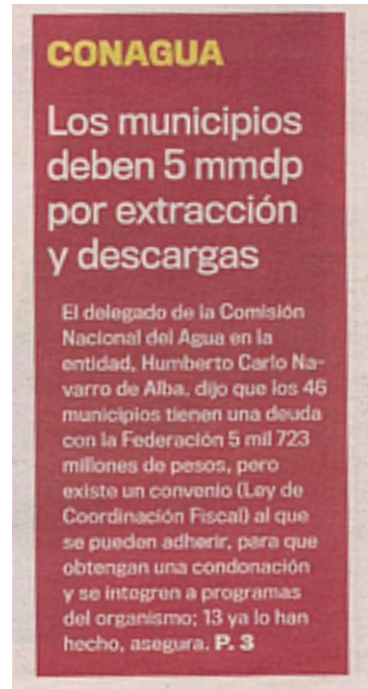 CONAGUA
Los municipios
deben 5 mmdp
por extracción
y descargas
El delegado de la Comisión
Nacional del Agua en la
entidad, Humberto Carlo Na-
varro de Alba, dijo que los 46
municipios tienen una deuda
con la Federación 5 mil 723
millones de pesos, pero
existe un convenio (Ley de
Coordinación Fiscal) al que
se pueden adherir, para que
obtengan una condonación
y se integren a programas
del organismo; 13 ya lo han
hecho, asegura. P. 3